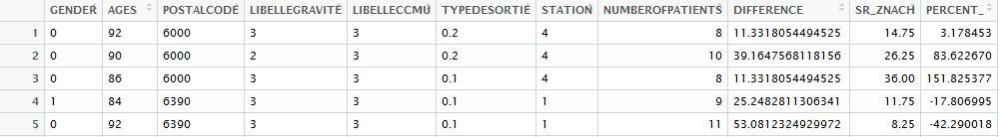 GENDER AGES POSTALCODE LIBELLEGRAVITÉ LIBELLECCMU TYPEDESORTIE STATION NUMBEROFPATIENTS DIFFERENCE SR_ZNACH PERCENT_
1 0 92 6000 3 3 0.2 4 8 11.3318054494525 14.75 3.178453
2 0 90 6000 2 3 0.2 4 10 39.1647568118156 26.25 83.622670
3 0 86 6000 3 3 0.1 4 8 11.3318054494525 36.00 151.825377
4 1 84 6390 3 3 0.1 1 9 25.2482811306341 11.75 -17.806995
5 0 92 6390 3 3 0.1 1 11 53.0812324929972 8.25 -42.290018